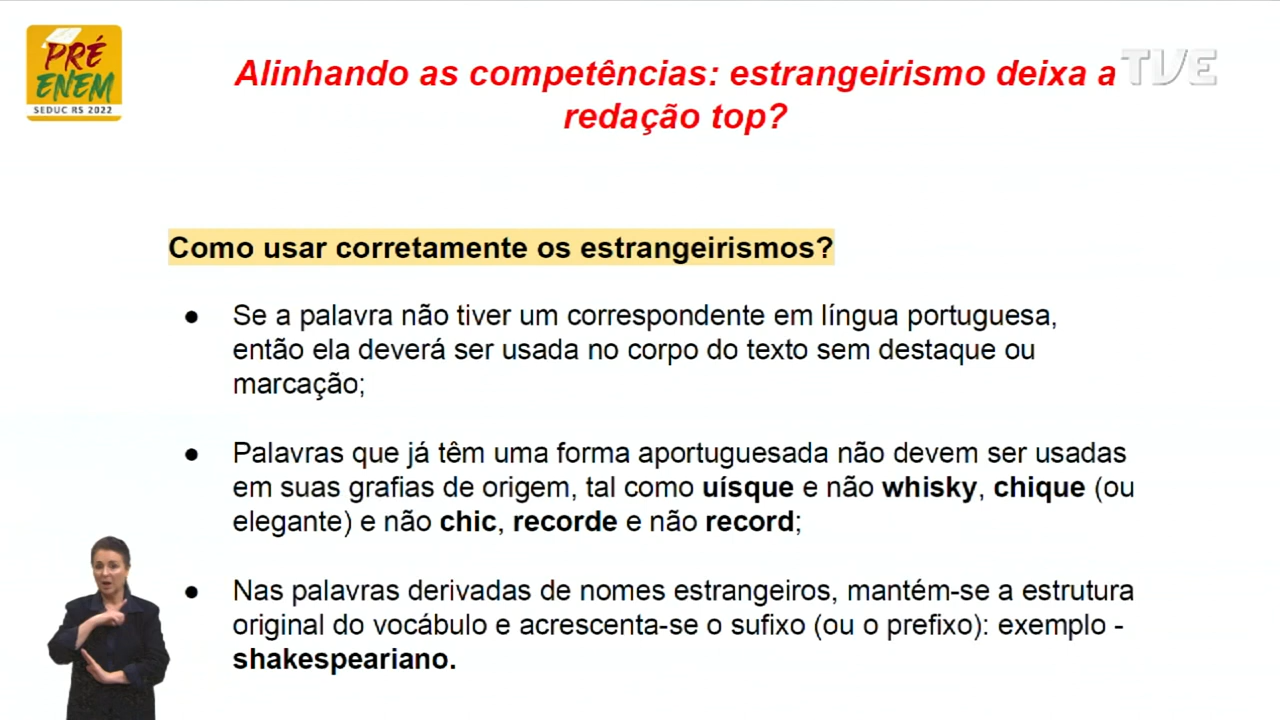 PRÉ
ENEM
SEDUC RS 2022
TVE
Alinhando as competências: estrangeirismo deixa a
redação top?
Como usar corretamente os estrangeirismos?
● Se a palavra não tiver um correspondente em língua portuguesa,
então ela deverá ser usada no corpo do texto sem destaque ou
marcação;
● Palavras que já têm uma forma aportuguesada não devem ser usadas
em suas grafias de origem, tal como uísque e não whisky, chique (ou
elegante) e não chic, recorde e não record;
● Nas palavras derivadas de nomes estrangeiros, mantém-se a estrutura
original do vocábulo e acrescenta-se o sufixo (ou o prefixo): exemplo -
shakespeariano.